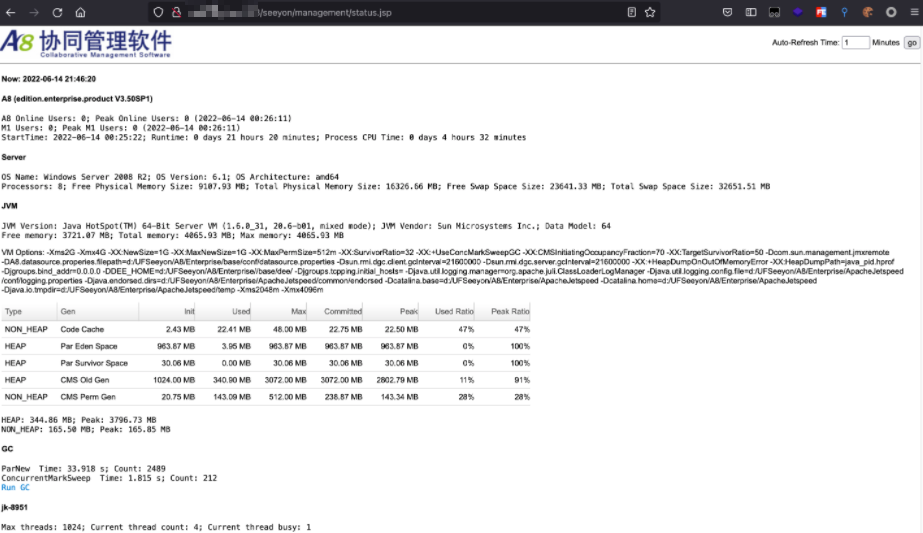 /seeyon/management/status.jsp
A8 协同管理软件
Collaborative Management Software
Auto-Refresh Time: 1 Minutes go
Now: 2022-06-14 21:46:20
A8 (edition.enterprise.product V3.50SP1)
A8 Online Users: 0; Peak Online Users: 0 (2022-06-14 00:26:11)
M1 Users: 0; Peak M1 Users: 0 (2022-06-14 00:26:11)
StartTime: 2022-06-14 00:25:22; Runtime: 0 days 21 hours 20 minutes; Process CPU Time: 0 days 4 hours 32 minutes
Server
OS Name: Windows Server 2008 R2; OS Version: 6.1; OS Architecture: amd64
Processors: 8; Free Physical Memory Size: 9107.93 MB; Total Physical Memory Size: 16326.66 MB; Free Swap Space Size: 23641.33 MB; Total Swap Space Size: 32651.51 MB
JVM
JVM Version: Java HotSpot(TM) 64-Bit Server VM (1.6.0_31, 20.6-b01, mixed mode); JVM Vendor: Sun Microsystems Inc.; Data Model: 64
Free memory: 3721.07 MB; Total memory: 4065.93 MB; Max memory: 4065.93 MB
VM Options: -Xms2G -Xmx4G -XX:NewSize=1G -XX:MaxNewSize=1G -XX:MaxPermSize=512m -XX:SurvivorRatio=32 -XX:+UseConcMarkSweepGC -XX:CMSInitiatingOccupancyFraction=70 -XX:TargetSurvivorRatio=50 -Dcom.sun.management.jmxremote
-DA8.datasource.properies.filepath=d:/UFSeeyon/A8/Enterprise/base/conf/datasource.properties -Dsun.rmi.dgc.client.gcInterval=21600000 -Dsun.rmi.dgc.server.gcInterval=21600000 -XX:+HeapDumpOnOutOfMemoryError -XX:HeapDumpPath=java_pid.hprof
-Djgroups.bind_addr=0.0.0.0 -DDEE_HOME=d:/UFSeeyon/A8/Enterprise//base/dee/ -Djgroups.tcpping.initial_hosts= -Djava.util.logging.manager=org.apache.juli.ClassLoaderLogManager -Djava.util.logging.config.file=d:/UFSeeyon/A8/Enterprise/ApacheJetspeed
/conf/logging.properties -Djava.endorsed.dirs=d:/UFSeeyon/A8/Enterprise/ApacheJetspeed/common/endorsed -Dcatalina.base=d:/UFSeeyon/A8/Enterprise/ApacheJetspeed -Dcatalina.home=d:/UFSeeyon/A8/Enterprise/ApacheJetspeed
-Djava.io.tmpdir=d:/UFSeeyon/A8/Enterprise/ApacheJetspeed/temp -Xms2048m -Xmx4096m
Type Gen Init Used Max Committed Peak Used Ratio Peak Ratio
NON_HEAP Code Cache 2.43 MB 22.41 MB 48.00 MB 22.75 MB 22.50 MB 47% 47%
HEAP Par Eden Space 963.87 MB 3.95 MB 963.87 MB 963.87 MB 963.87 MB 0% 100%
HEAP Par Survivor Space 30.06 MB 0.00 MB 30.06 MB 30.06 MB 30.06 MB 0% 100%
HEAP CMS Old Gen 1024.00 MB 340.90 MB 3072.00 MB 3072.00 MB 2802.79 MB 11% 91%
NON_HEAP CMS Perm Gen 20.75 MB 143.09 MB 512.00 MB 238.87 MB 143.34 MB 28% 28%
HEAP: 344.86 MB; Peak: 3796.73 MB
NON_HEAP: 165.50 MB; Peak: 165.85 MB
GC
ParNew Time: 33.918 s; Count: 2489
ConcurrentMarkSweep Time: 1.815 s; Count: 212
Run GC
jk-8951
Max threads: 1024; Current thread count: 4; Current thread busy: 1